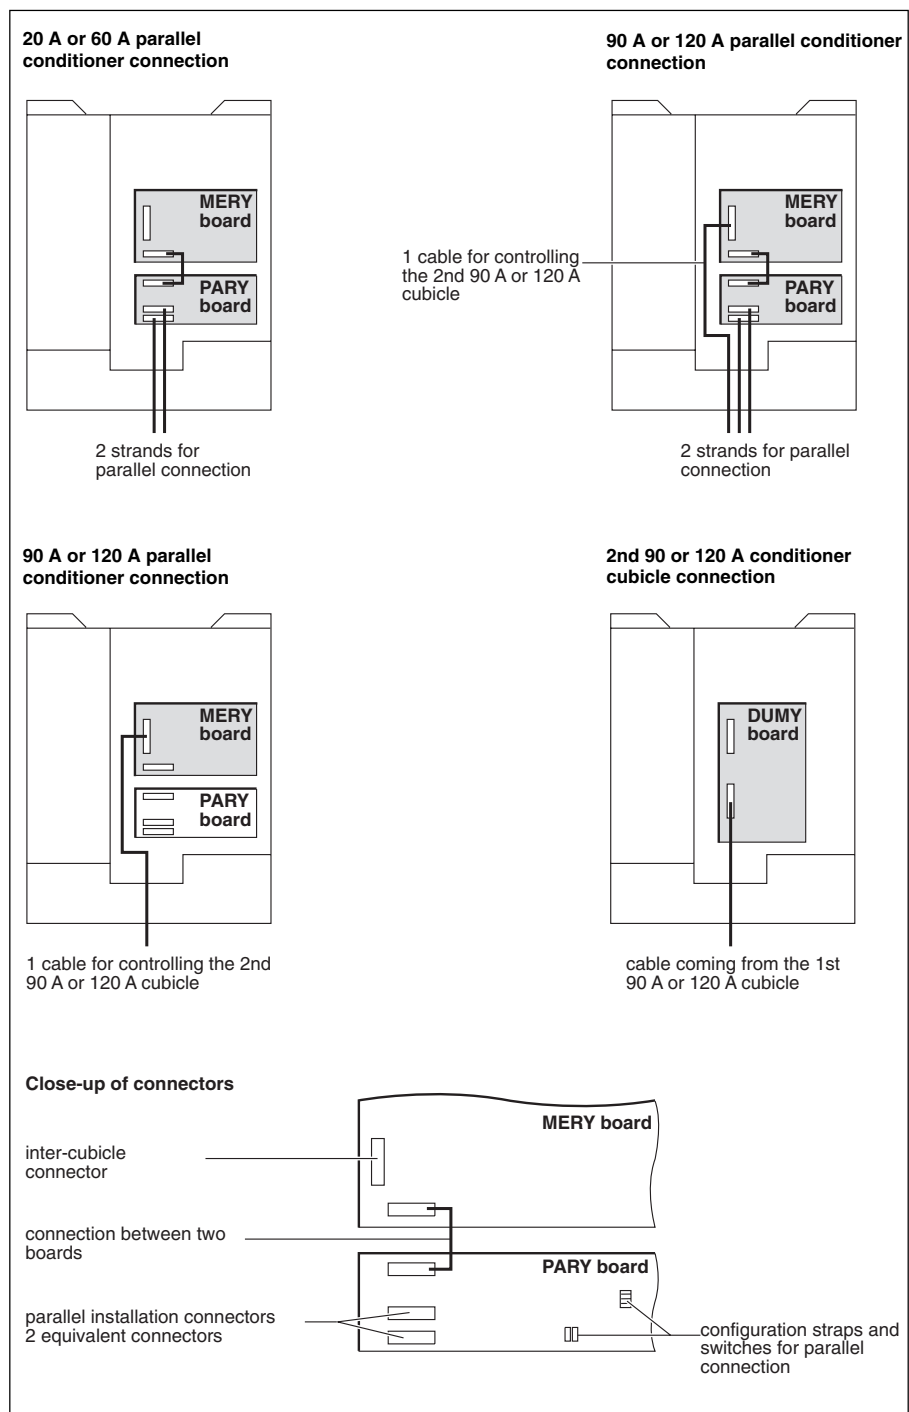 20 A or 60 A parallel
conditioner connection
MERY
board
PARY
board
2 strands for
parallel connection
90 A or 120 A parallel conditioner
connection
1 cable for controlling
the 2nd 90 A or 120 A
cubicle
MERY
board
PARY
board
2 strands for parallel
connection
90 A or 120 A parallel
conditioner connection
MERY
board
PARY
board
1 cable for controlling the 2nd
90 A or 120 A cubicle
2nd 90 or 120 A conditioner
cubicle connection
DUMY
board
cable coming from the 1st
90 A or 120 A cubicle
Close-up of connectors
MERY board
inter-cubicle
connector
connection between two
boards
PARY board
parallel installation connectors
2 equivalent connectors
configuration straps and
switches for parallel
connection